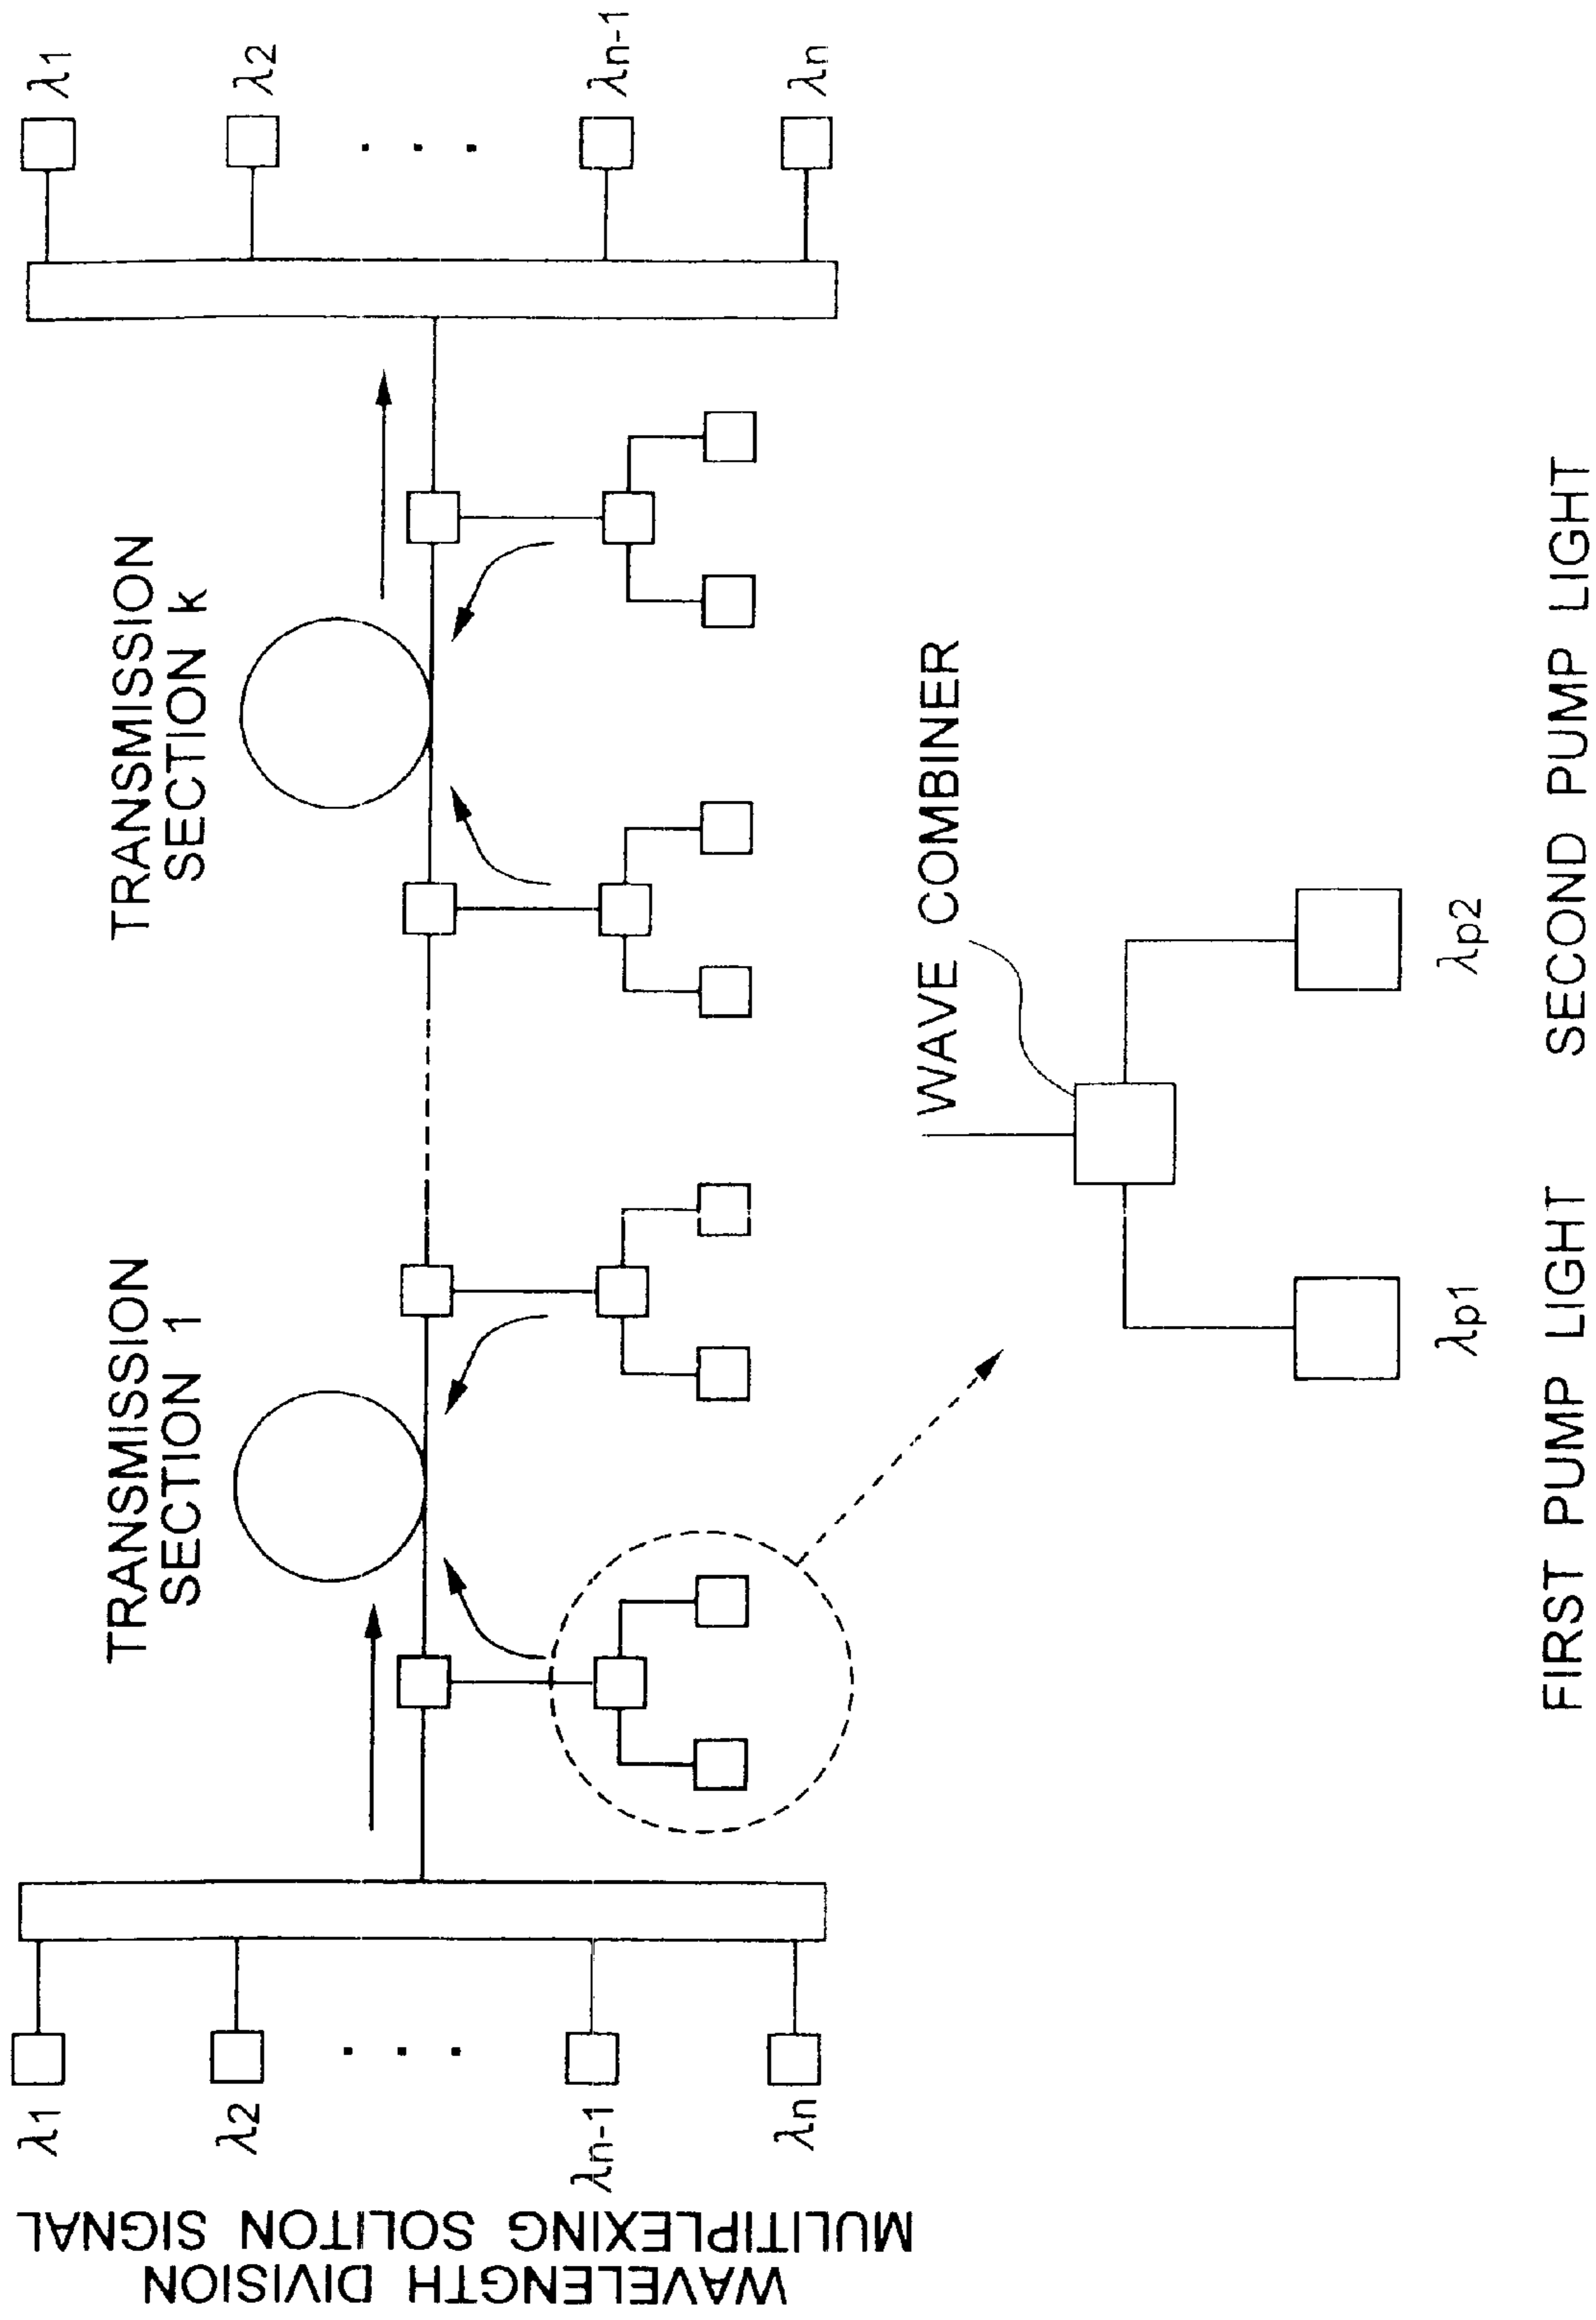 WAVELENGTH DIVISION
MULITIPLEXING SOLITON SIGNAL
λ1
λ2
λn-1
λn
TRANSMISSION
SECTION 1
TRANSMISSION
SECTION k
λ1
λ2
λn-1
λn
WAVE COMBINER
λp1
λp2
FIRST PUMP LIGHT
SECOND PUMP LIGHT